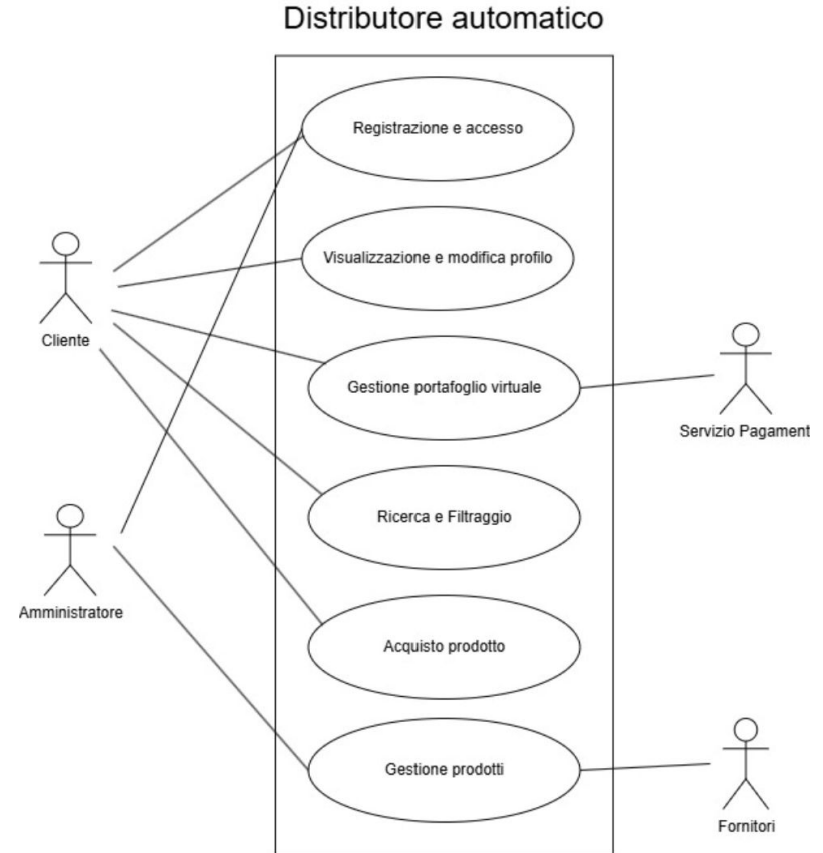 Distributore automatico
Registrazione e accesso
Visualizzazione e modifica profilo
Cliente
Gestione portafoglio virtuale
Servizio Pagament
Ricerca e Filtraggio
Amministratore
Acquisto prodotto
Gestione prodotti
Fornitori